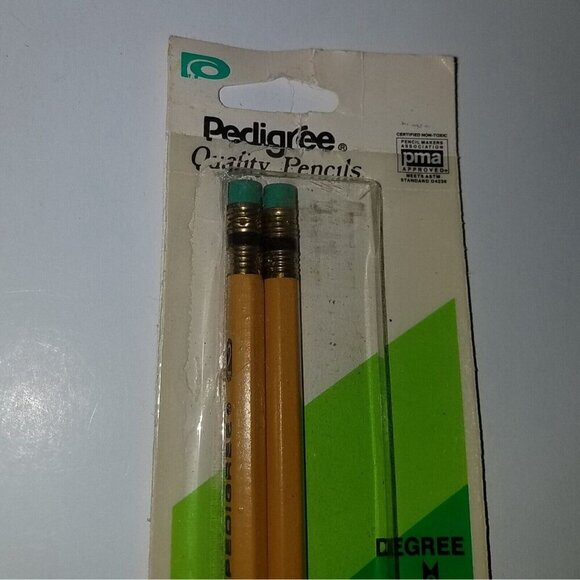 Pedigree®
Quality Pencils
CERTIFIED NON-TOXIC
PENCIL MAKERS
ASSOCIATION
pma
APPROVED
MEETS ASTM
STANDARD D4236
PEDIGREE®
DEGREE